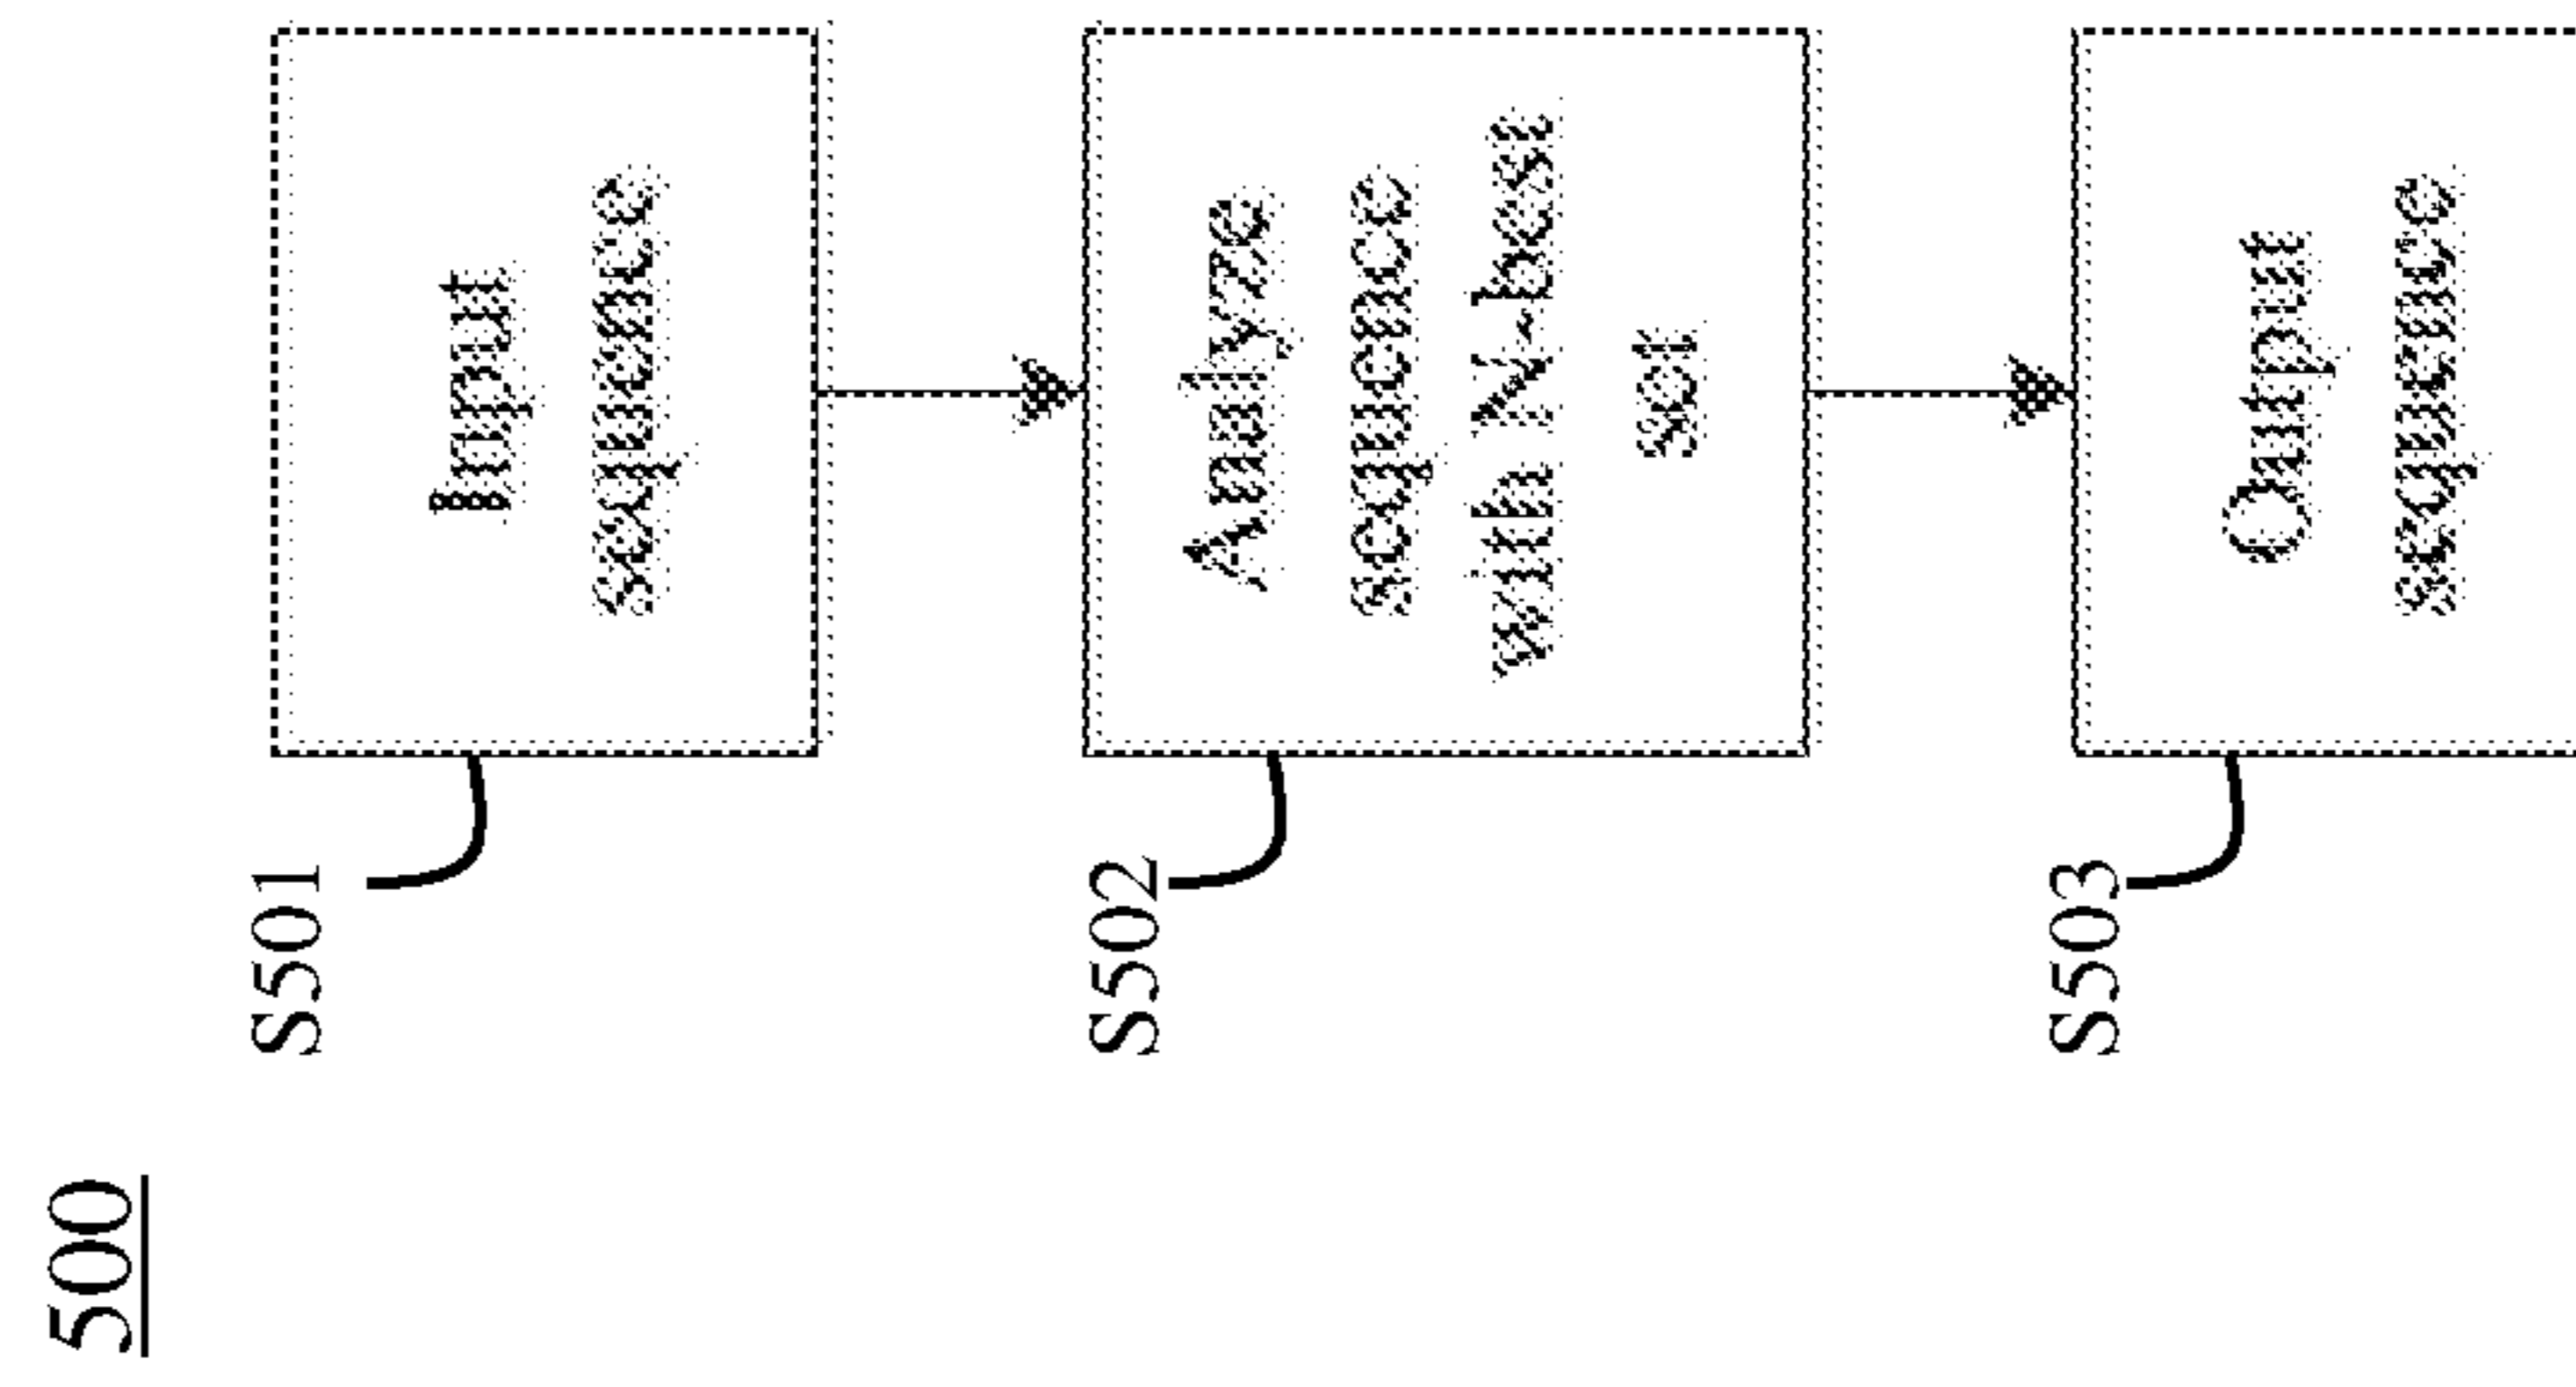 500
S501
Input
sequence
S502
Analyze
sequence
with N-best
set
S503
Output
sequence